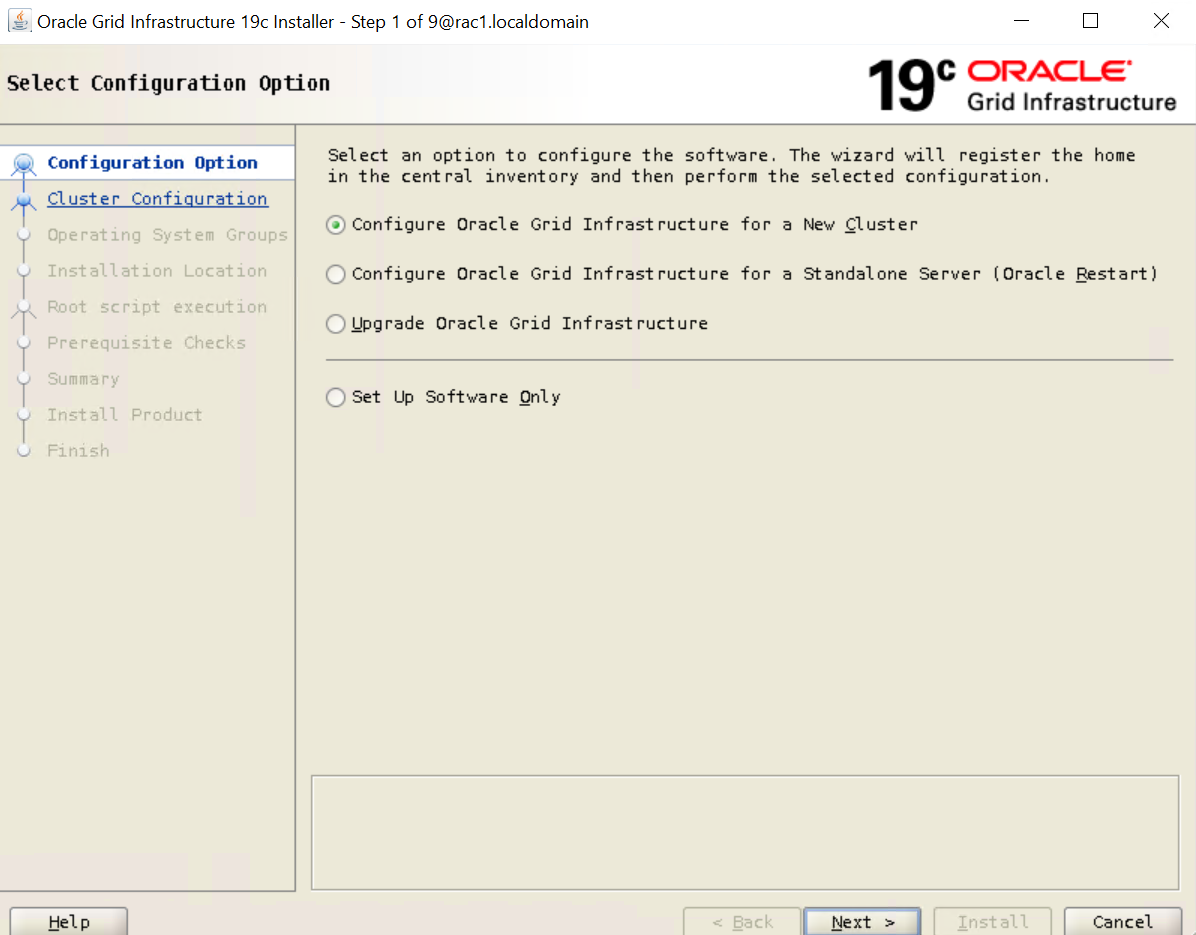 Oracle Grid Infrastructure 19c Installer - Step 1 of 9@rac1.localdomain
Select Configuration Option
19c ORACLE
Grid Infrastructure
Configuration Option
Cluster Configuration
Operating System Groups
Installation Location
Root script execution
Prerequisite Checks
Summary
Install Product
Finish
Select an option to configure the software. The wizard will register the home
in the central inventory and then perform the selected configuration.
Configure Oracle Grid Infrastructure for a New Cluster
Configure Oracle Grid Infrastructure for a Standalone Server (Oracle Restart)
Upgrade Oracle Grid Infrastructure
Set Up Software Only
Help
< Back
Next >
Install
Cancel